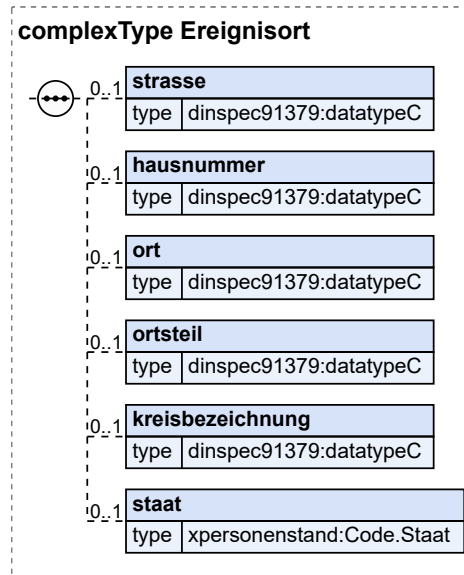 complexType Ereignisort
0..1 strasse
type dinspec91379:datatypeC
0..1 hausnummer
type dinspec91379:datatypeC
0..1 ort
type dinspec91379:datatypeC
0..1 ortsteil
type dinspec91379:datatypeC
0..1 kreisbezeichnung
type dinspec91379:datatypeC
0..1 staat
type xpersonenstand:Code.Staat